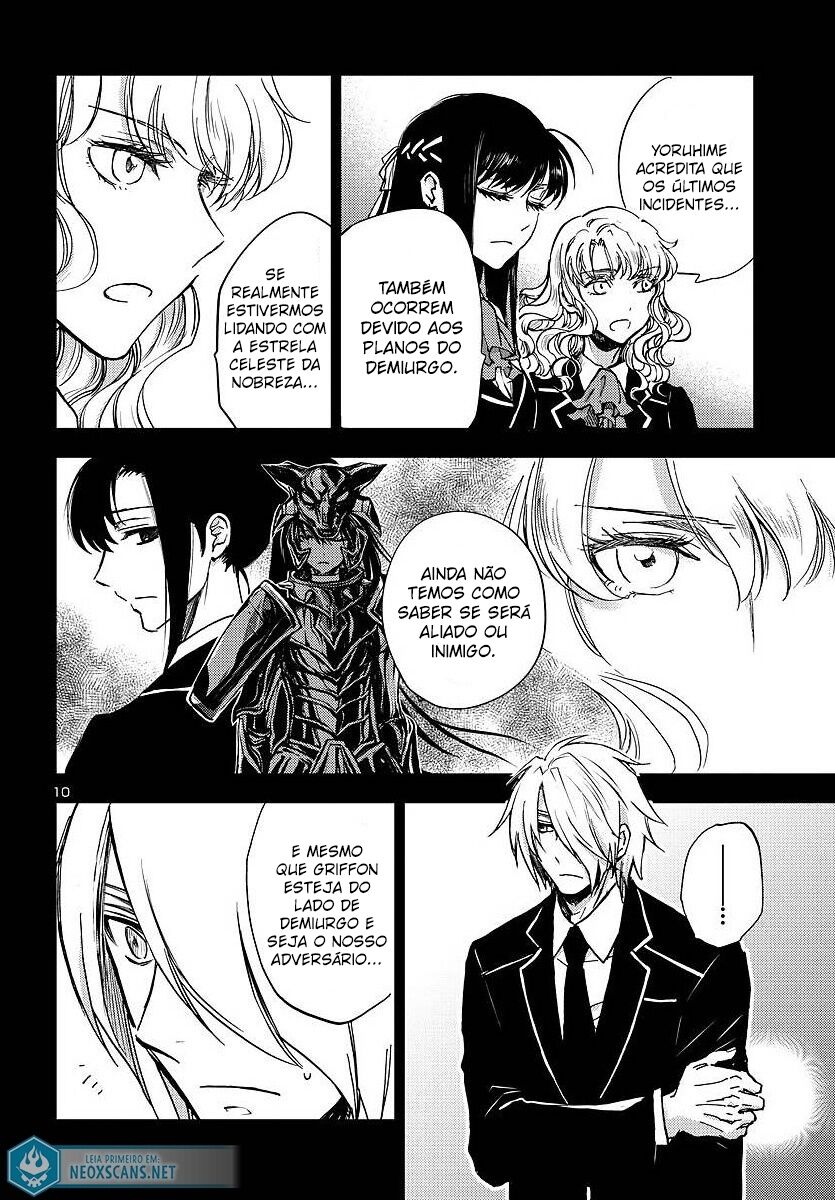 YORUHIME
ACREDITA QUE
OS ÚLTIMOS
INCIDENTES...
TAMBÉM
OCORREM
DEVIDO AOS
PLANOS DO
DEMIURGO.
SE
REALMENTE
ESTIVERMOS
LIDANDO COM
A ESTRELA
CELESTE DA
NOBREZA...
AINDA NÃO
TEMOS COMO
SABER SE SERÁ
ALIADO OU
INIMIGO.
10
E MESMO
QUE GRIFFON
ESTEJA DO
LADO DE
DEMIURGO E
SEJA O NOSSO
ADVERSÁRIO...
LEIA PRIMEIRO EM:
NEOXSCANS.NET